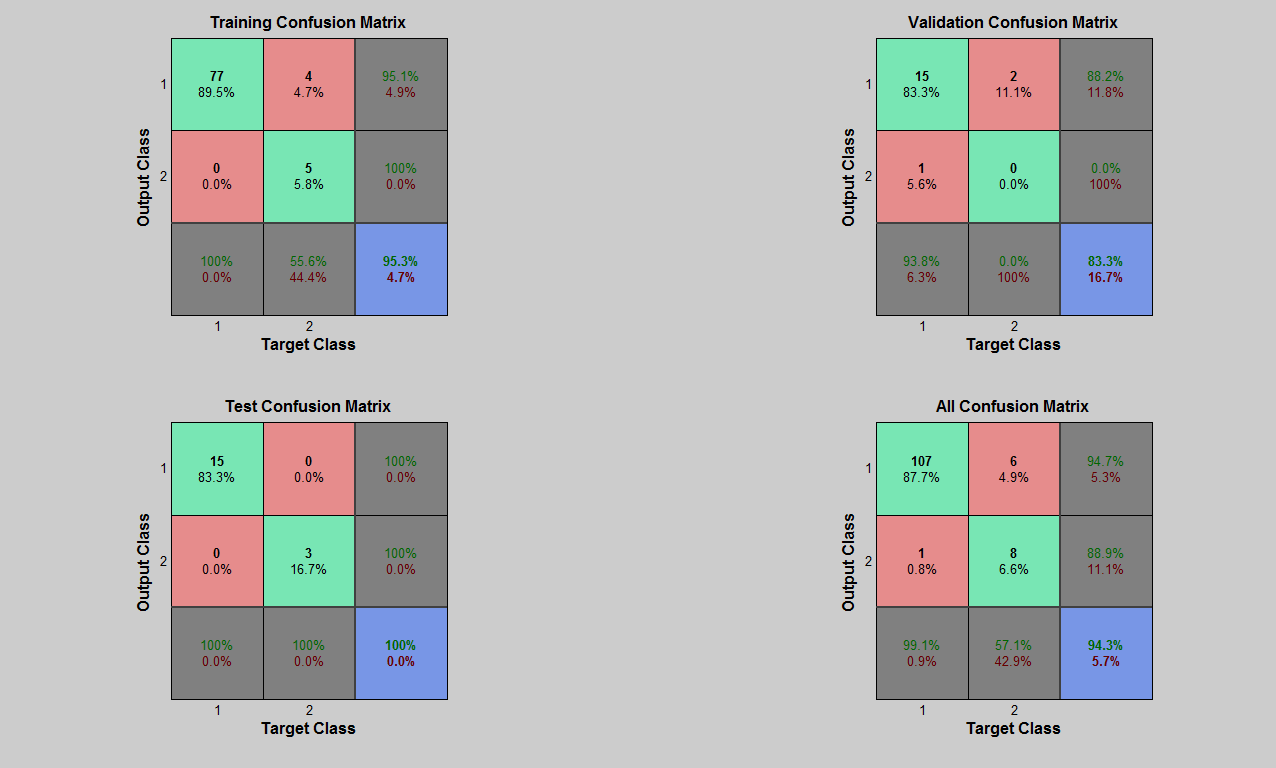 Training Confusion Matrix
1 77 4 95.1%
89.5% 4.7% 4.9%
2 0 5 100%
0.0% 5.8% 0.0%
100% 55.6% 95.3%
0.0% 44.4% 4.7%
1 2
Target Class
Output Class
Validation Confusion Matrix
1 15 2 88.2%
83.3% 11.1% 11.8%
2 1 0 0.0%
5.6% 0.0% 100%
93.8% 0.0% 83.3%
6.3% 100% 16.7%
1 2
Target Class
Output Class
Test Confusion Matrix
1 15 0 100%
83.3% 0.0% 0.0%
2 0 3 100%
0.0% 16.7% 0.0%
100% 100% 100%
0.0% 0.0% 0.0%
1 2
Target Class
Output Class
All Confusion Matrix
1 107 6 94.7%
87.7% 4.9% 5.3%
2 1 8 88.9%
0.8% 6.6% 11.1%
99.1% 57.1% 94.3%
0.9% 42.9% 5.7%
1 2
Target Class
Output Class